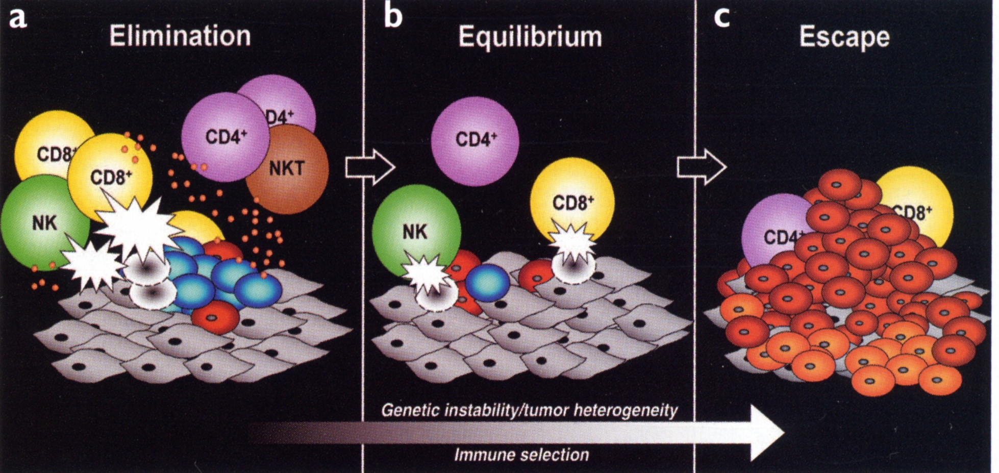 a
Elimination
CD8⁺
CD8⁺
NK
CD4⁺
D4⁺
NKT
b
Equilibrium
CD4⁺
NK
CD8⁺
c
Escape
CD4⁺
CD8⁺
Genetic instability/tumor heterogeneity
Immune selection